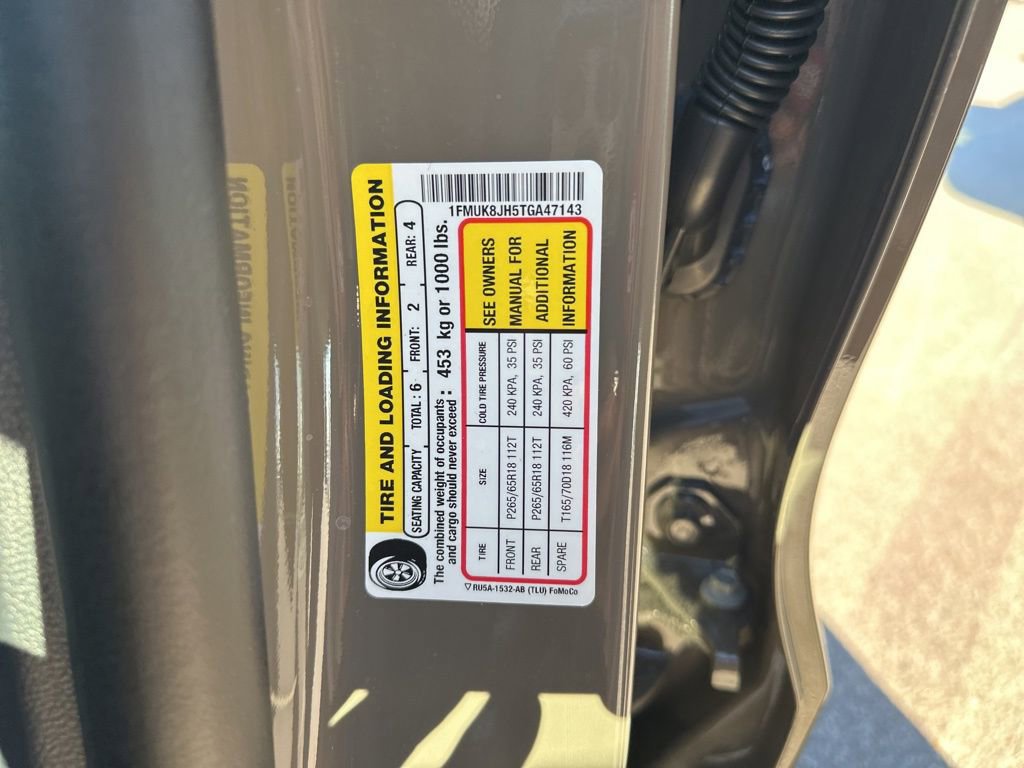 1FMUK8JH5TGA47143
TIRE AND LOADING INFORMATION
SEATING CAPACITY TOTAL : 6 FRONT: 2 REAR: 4
The combined weight of occupants
and cargo should never exceed : 453 kg or 1000 lbs.
TIRE SIZE COLD TIRE PRESSURE SEE OWNERS
FRONT P265/65R18 112T 240 KPA, 35 PSI MANUAL FOR
REAR P265/65R18 112T 240 KPA, 35 PSI ADDITIONAL
SPARE T165/70D18 116M 420 KPA, 60 PSI INFORMATION
RU5A-1532-AB (TLU) FoMoCo